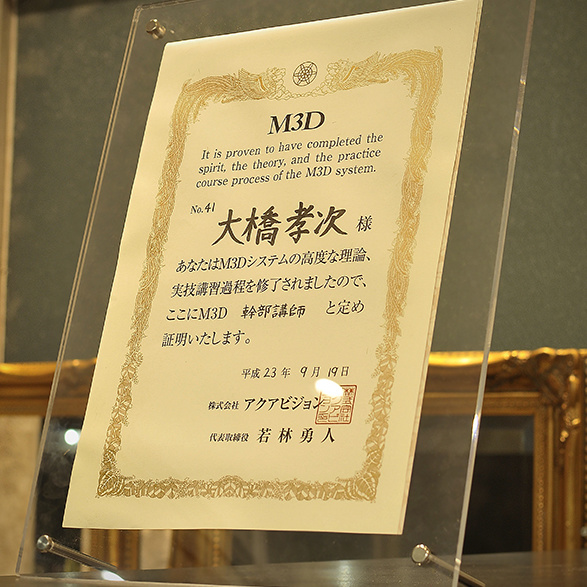 M3D
It is proven to have completed the
spirit, the theory, and the practice
course process of the M3D system.
No.41
大橋孝次 様
あなたはM3Dシステムの高度な理論、
実技講習過程を修了されましたので、
ここにM3D 幹部講師 と定め
証明いたします。
平成23年 9月19日
株式会社 アクアビジョン
代表取締役 若林勇人